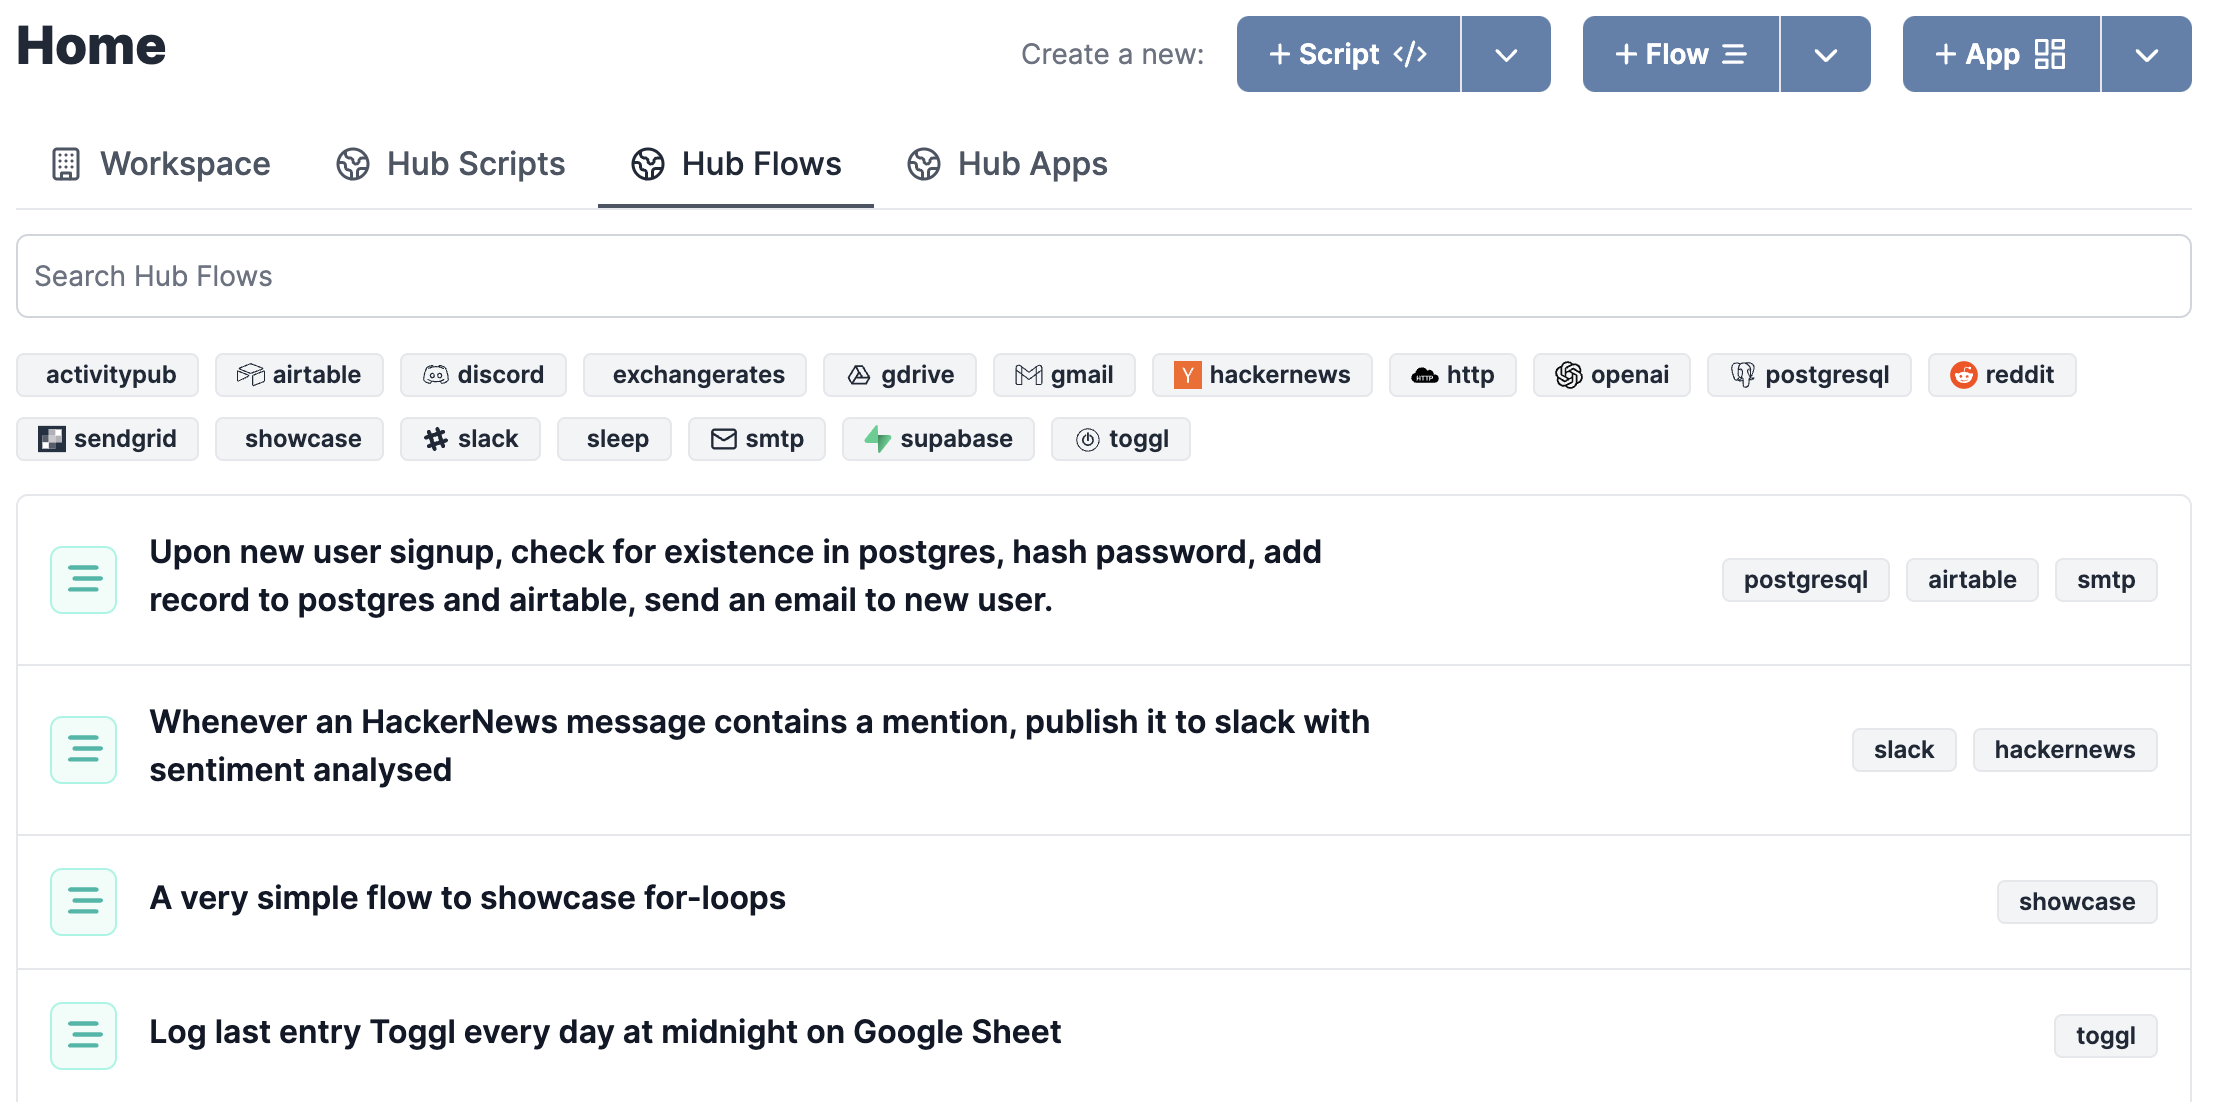 Home
Create a new:
+ Script </>
+ Flow
+ App
Workspace
Hub Scripts
Hub Flows
Hub Apps
Search Hub Flows
activitypub
airtable
discord
exchangerates
gdrive
gmail
Y hackernews
HTTP http
openai
postgresql
reddit
sendgrid
showcase
slack
sleep
smtp
supabase
toggl
Upon new user signup, check for existence in postgres, hash password, add
record to postgres and airtable, send an email to new user.
postgresql
airtable
smtp
Whenever an HackerNews message contains a mention, publish it to slack with
sentiment analysed
slack
hackernews
A very simple flow to showcase for-loops
showcase
Log last entry Toggl every day at midnight on Google Sheet
toggl